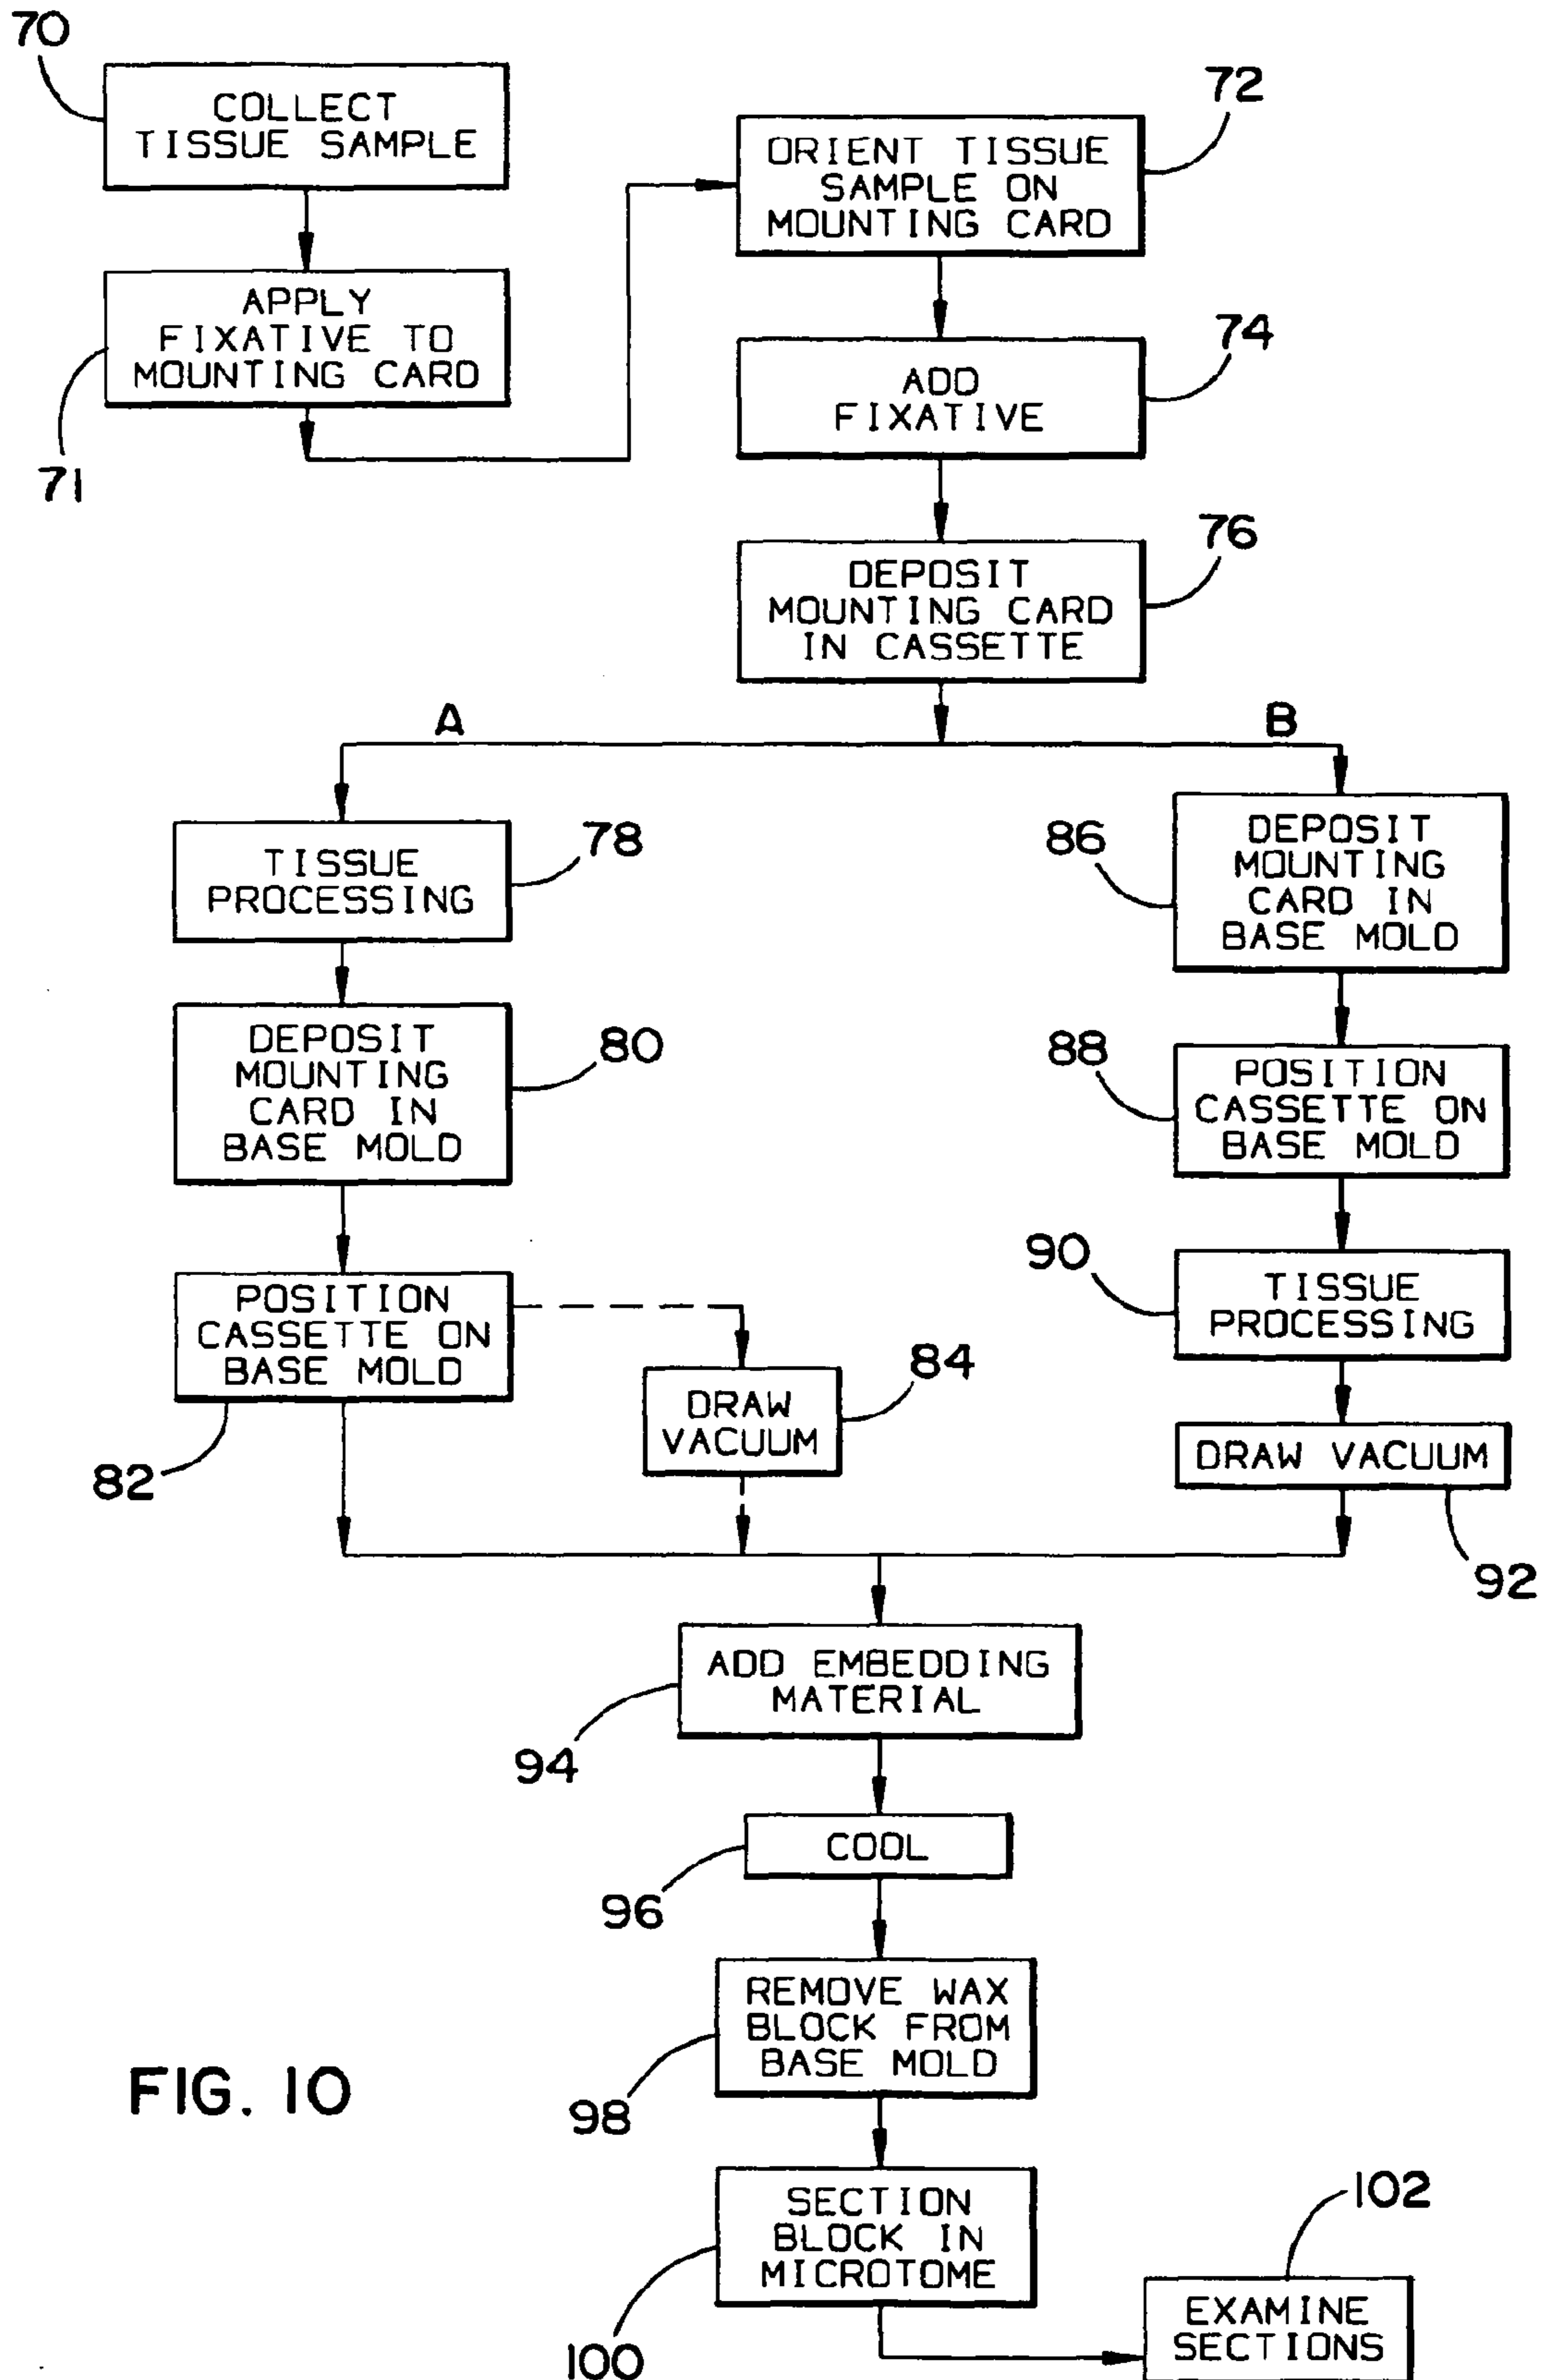 70
COLLECT
TISSUE SAMPLE
APPLY
FIXATIVE TO
MOUNTING CARD
71
72
ORIENT TISSUE
SAMPLE ON
MOUNTING CARD
74
ADD
FIXATIVE
76
DEPOSIT
MOUNTING CARD
IN CASSETTE
A
B
78
TISSUE
PROCESSING
80
DEPOSIT
MOUNTING
CARD IN
BASE MOLD
POSITION
CASSETTE ON
BASE MOLD
82
84
DRAW
VACUUM
86
DEPOSIT
MOUNTING
CARD IN
BASE MOLD
88
POSITION
CASSETTE ON
BASE MOLD
90
TISSUE
PROCESSING
DRAW VACUUM
92
ADD EMBEDDING
MATERIAL
94
COOL
96
REMOVE WAX
BLOCK FROM
BASE MOLD
98
FIG. 10
SECTION
BLOCK IN
MICROTOME
100
102
EXAMINE
SECTIONS